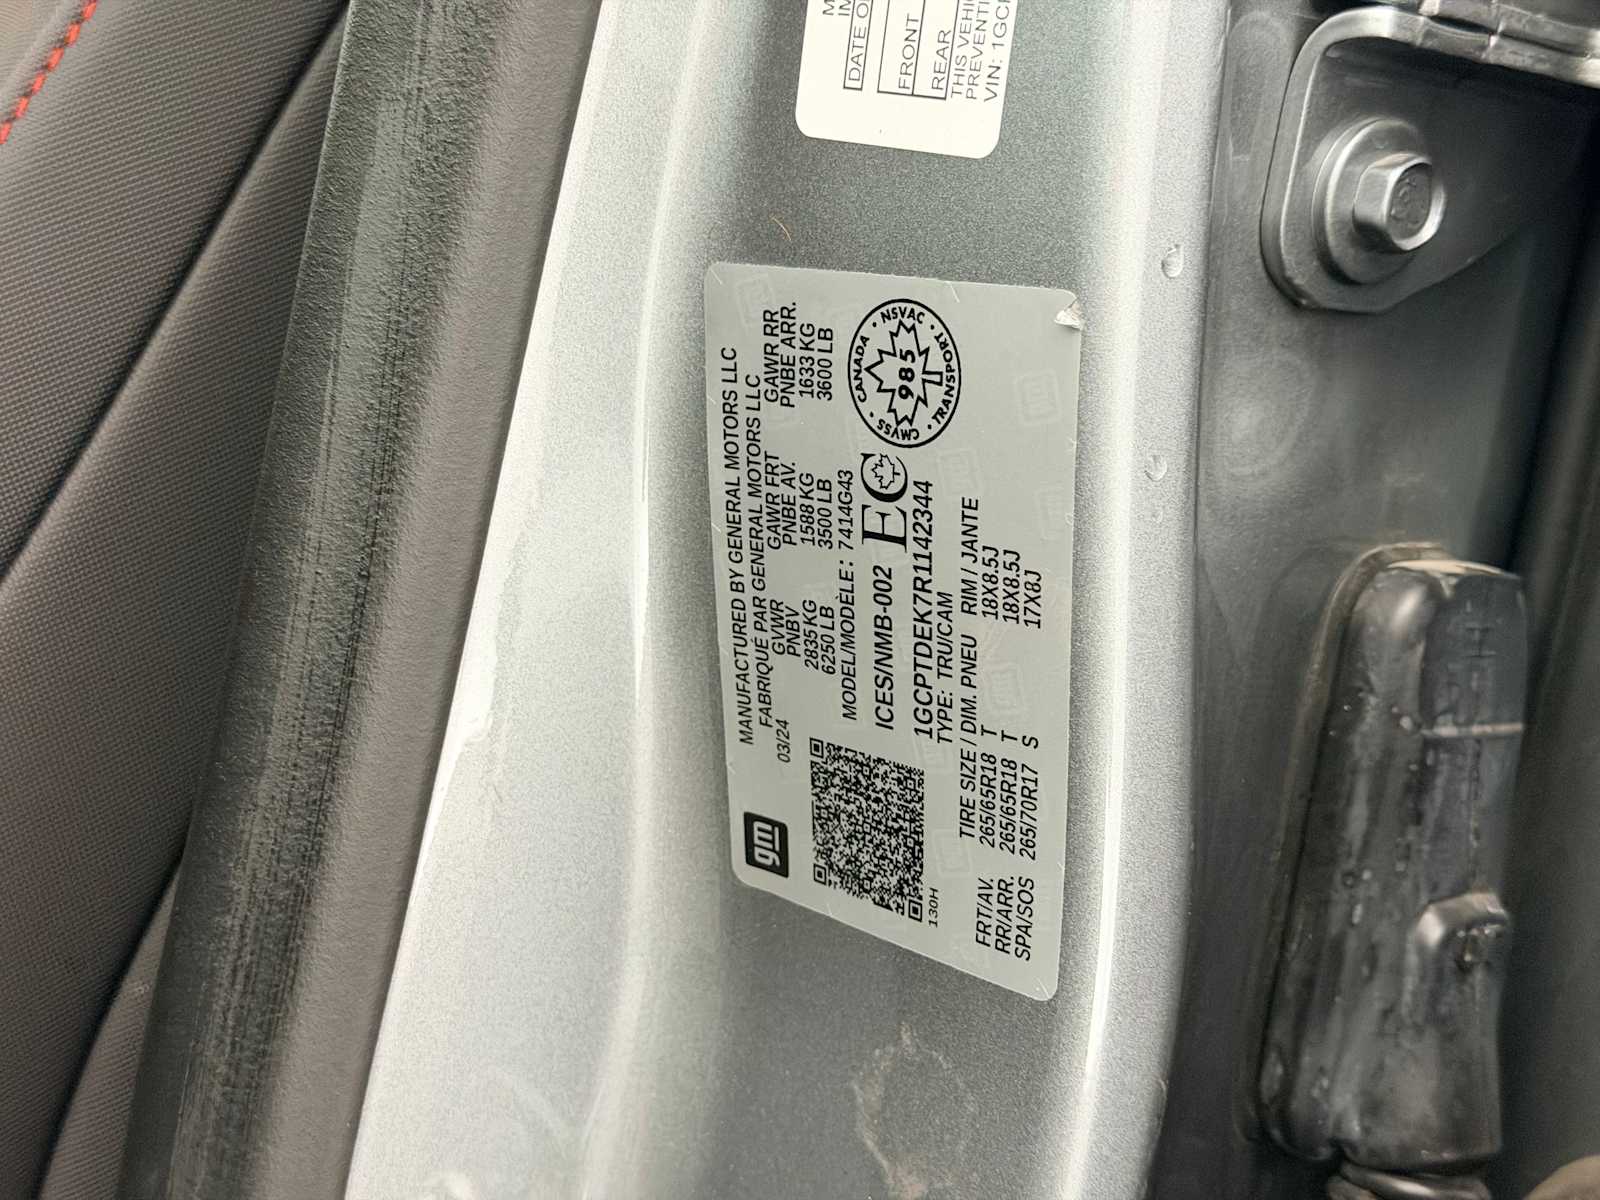 MANUFACTURED BY GENERAL MOTORS LLC
FABRIQUÉ PAR GENERAL MOTORS LLC
gm
03/24
GVWR GAWR FRT GAWR RR
PNBV PNBE AV. PNBE ARR.
2835 KG 1588 KG 1633 KG
6250 LB 3500 LB 3600 LB
MODEL/MODÈLE: 7414G43
ICES/NMB-002 EC
CANADA · NSVAC · TRANSPORT · CMVSS
985
1GCPTDEK7R1142344
TYPE: TRU/CAM
130H
TIRE SIZE / DIM. PNEU RIM / JANTE
FRT/AV. 265/65R18 T 18X8.5J
RR/ARR. 265/65R18 T 18X8.5J
SPA/SOS 265/70R17 S 17X8J
DATE
FRONT
REAR
THIS
VIN: